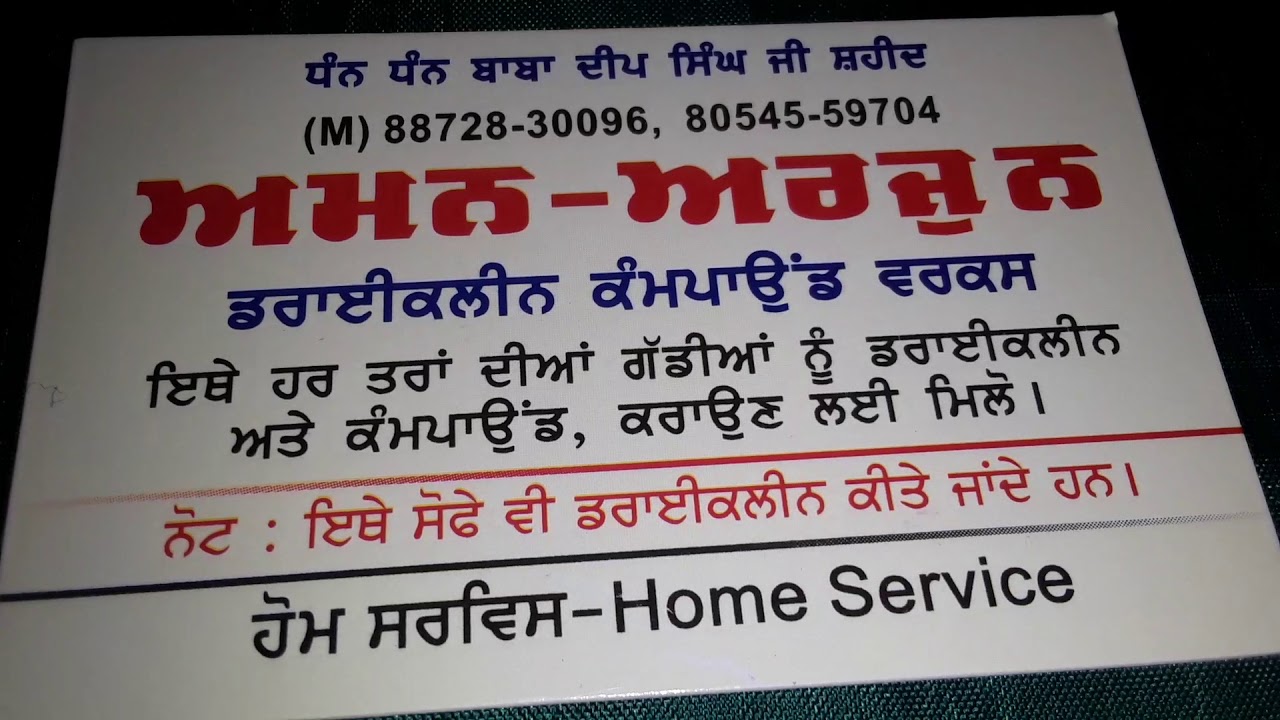 ਧੰਨ ਧੰਨ ਬਾਬਾ ਦੀਪ ਸਿੰਘ ਜੀ ਸ਼ਹੀਦ
(M) 88728-30096, 80545-59704
ਅਮਨ-ਅਰਜੁਨ
ਡਰਾਈਕਲੀਨ ਕੰਮਪਾਉਂਡ ਵਰਕਸ
ਇਥੇ ਹਰ ਤਰਾਂ ਦੀਆਂ ਗੱਡੀਆਂ ਨੂੰ ਡਰਾਈਕਲੀਨ
ਅਤੇ ਕੰਮਪਾਉਂਡ, ਕਰਾਉਣ ਲਈ ਮਿਲੋ।
ਨੋਟ : ਇਥੇ ਸੋਫੇ ਵੀ ਡਰਾਈਕਲੀਨ ਕੀਤੇ ਜਾਂਦੇ ਹਨ।
ਹੋਮ ਸਰਵਿਸ-Home Service